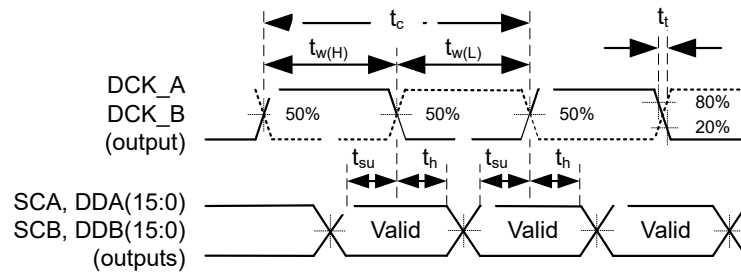 tc
tt
tw(H)
tw(L)
DCK_A
DCK_B
(output)
50%
50%
50%
80%
20%
tsu
th
tsu
th
SCA, DDA(15:0)
SCB, DDB(15:0)
(outputs)
Valid
Valid
Valid